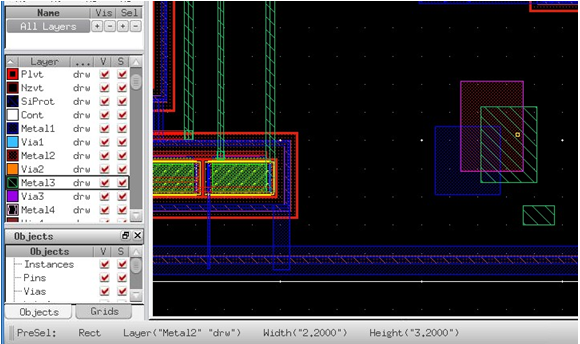 Name Vis Sel
All Layers + - + -
Layer ... V S
Plvt drw
Nzvt drw
SiProt drw
Cont drw
Metal1 drw
Via1 drw
Metal2 drw
Via2 drw
Metal3 drw
Via3 drw
Metal4 drw
Objects
Objects V S
Instances
Pins
Vias
Objects Grids
PreSel: Rect Layer("Metal2" "drw") Width("2.2000") Height("3.2000")